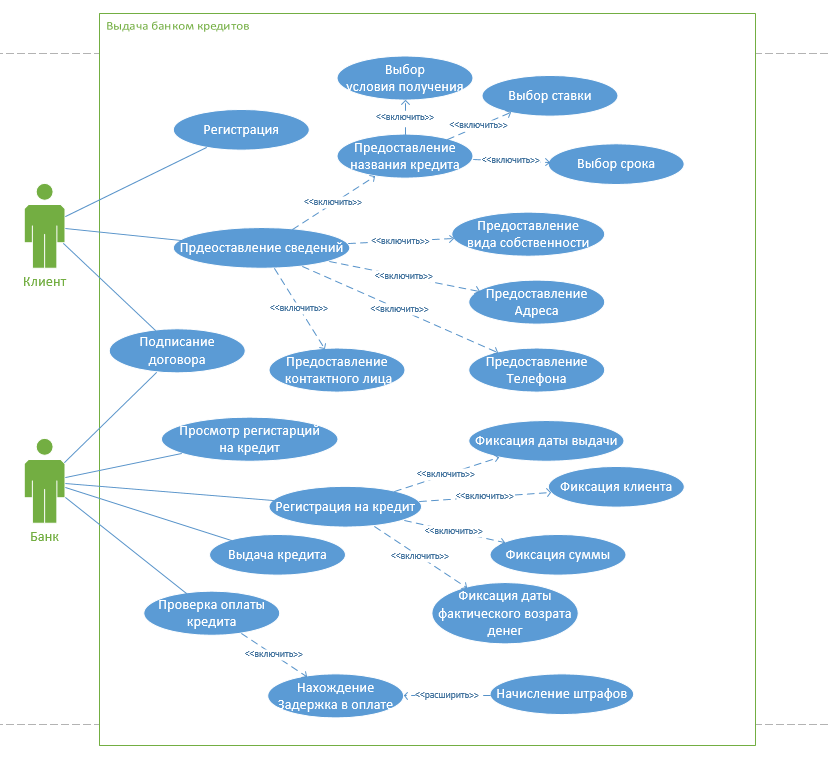 Выдача банком кредитов
Выбор
условия получения
Выбор ставки
<<включить>>
<<включить>>
Регистрация
Предоставление
названия кредита
<<включить>>
Выбор срока
<<включить>>
Клиент
Прдеоставление сведений
<<включить>>
Предоставление
вида собственности
<<включить>>
Предоставление
Адреса
<<включить>>
<<включить>>
Подписание
договора
Предоставление
контактного лица
Предоставление
Телефона
Просмотр регистарций
на кредит
Фиксация даты выдачи
<<включить>>
Банк
Регистрация на кредит
<<включить>>
Фиксация клиента
<<включить>>
Выдача кредита
<<включить>>
Фиксация суммы
Проверка оплаты
кредита
Фиксация даты
фактического возрата
денег
<<включить>>
Нахождение
Задержка в оплате
<<расширить>>
Начисление штрафов